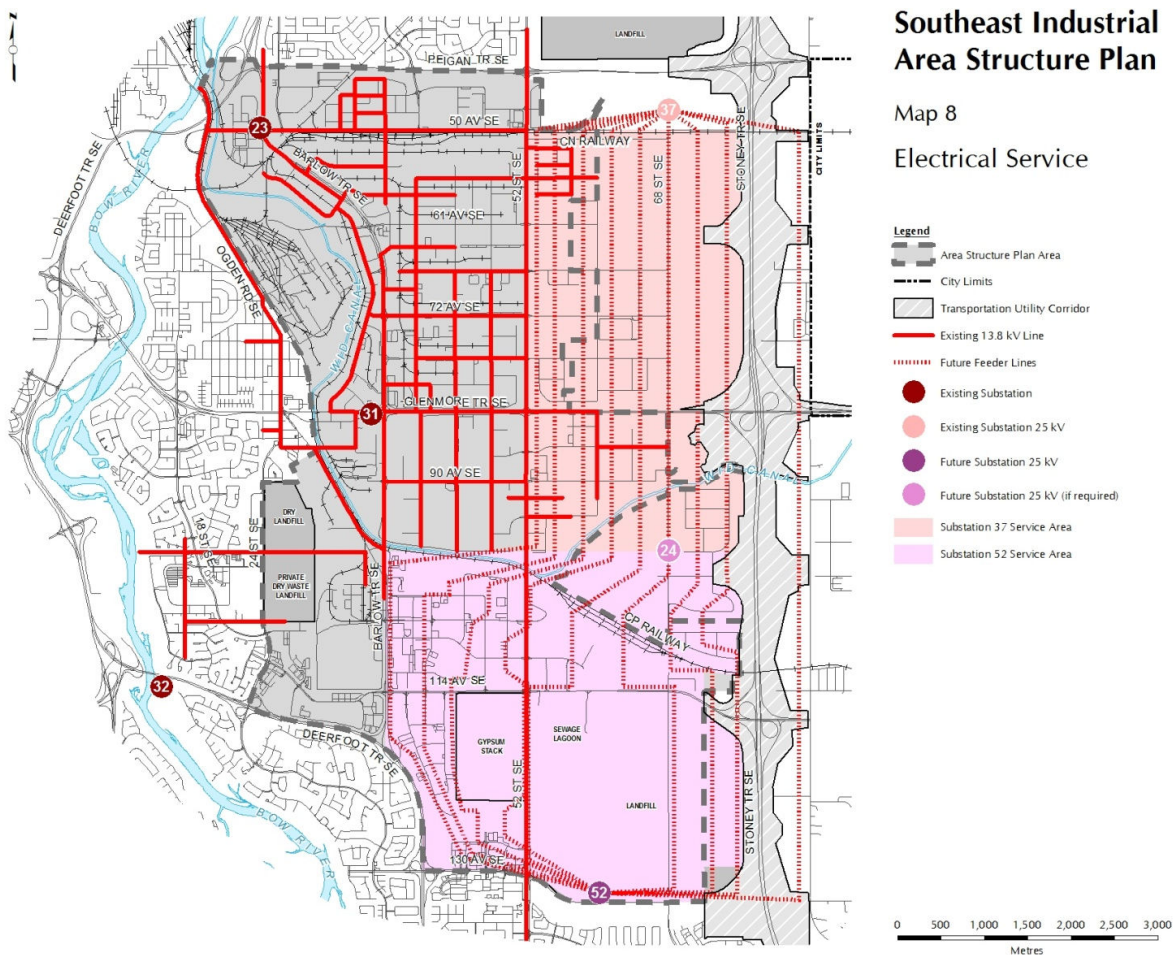 Southeast Industrial
Area Structure Plan
Map 8
Electrical Service
Legend
Area Structure Plan Area
City Limits
Transportation Utility Corridor
Existing 13.8 kV Line
Future Feeder Lines
Existing Substation
Existing Substation 25 kV
Future Substation 25 kV
Future Substation 25 kV (if required)
Substation 37 Service Area
Substation 52 Service Area
0 500 1,000 1,500 2,000 2,500 3,000
Metres
LANDFILL
PEIGAN TR SE
37
50 AV SE
23
CN RAILWAY
CITY LIMITS
DEERFOOT TR SE
BOW RIVER
BARLOW TR SE
52 ST SE
68 ST SE
STONEY TR SE
61 AV SE
OGDEN RD SE
WID CANAL
72 AV SE
GLENMORE TR SE
31
90 AV SE
WID CANAL
DRY
LANDFILL
18 ST SE
24 ST SE
24
PRIVATE
DRY WASTE
LANDFILL
BARLOW TR SE
CP RAILWAY
32
114 AV SE
GYPSUM
STACK
SEWAGE
LAGOON
DEERFOOT TR SE
52 ST SE
LANDFILL
STONEY TR SE
BOW RIVER
130 AV SE
52